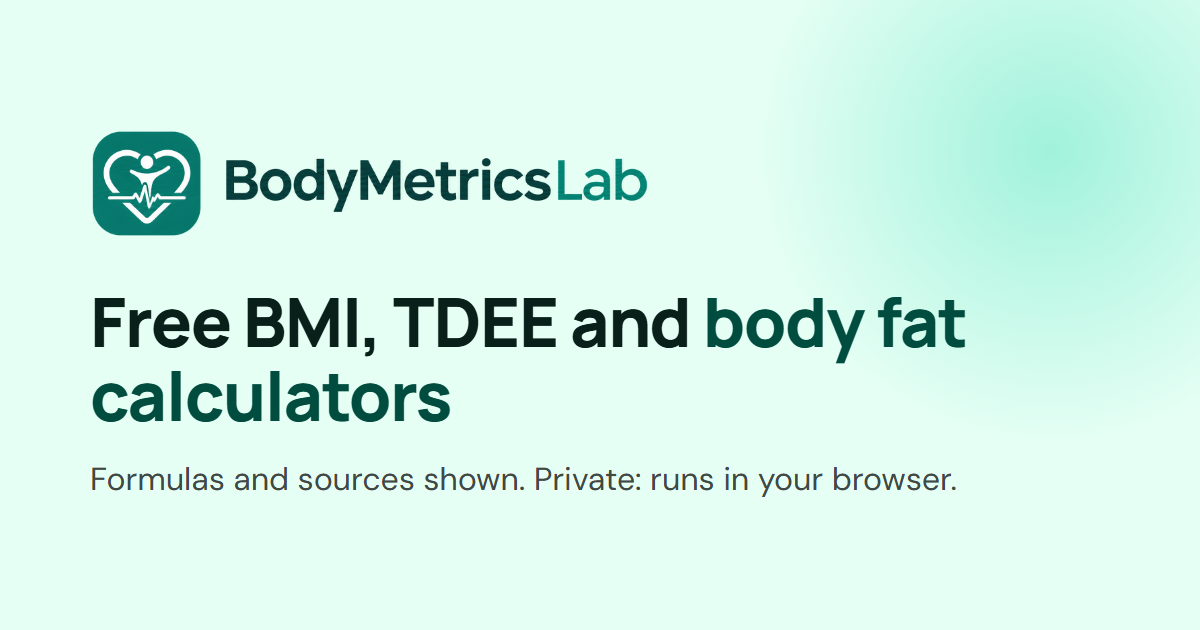 BodyMetricsLab
Free BMI, TDEE and body fat
calculators
Formulas and sources shown. Private: runs in your browser.